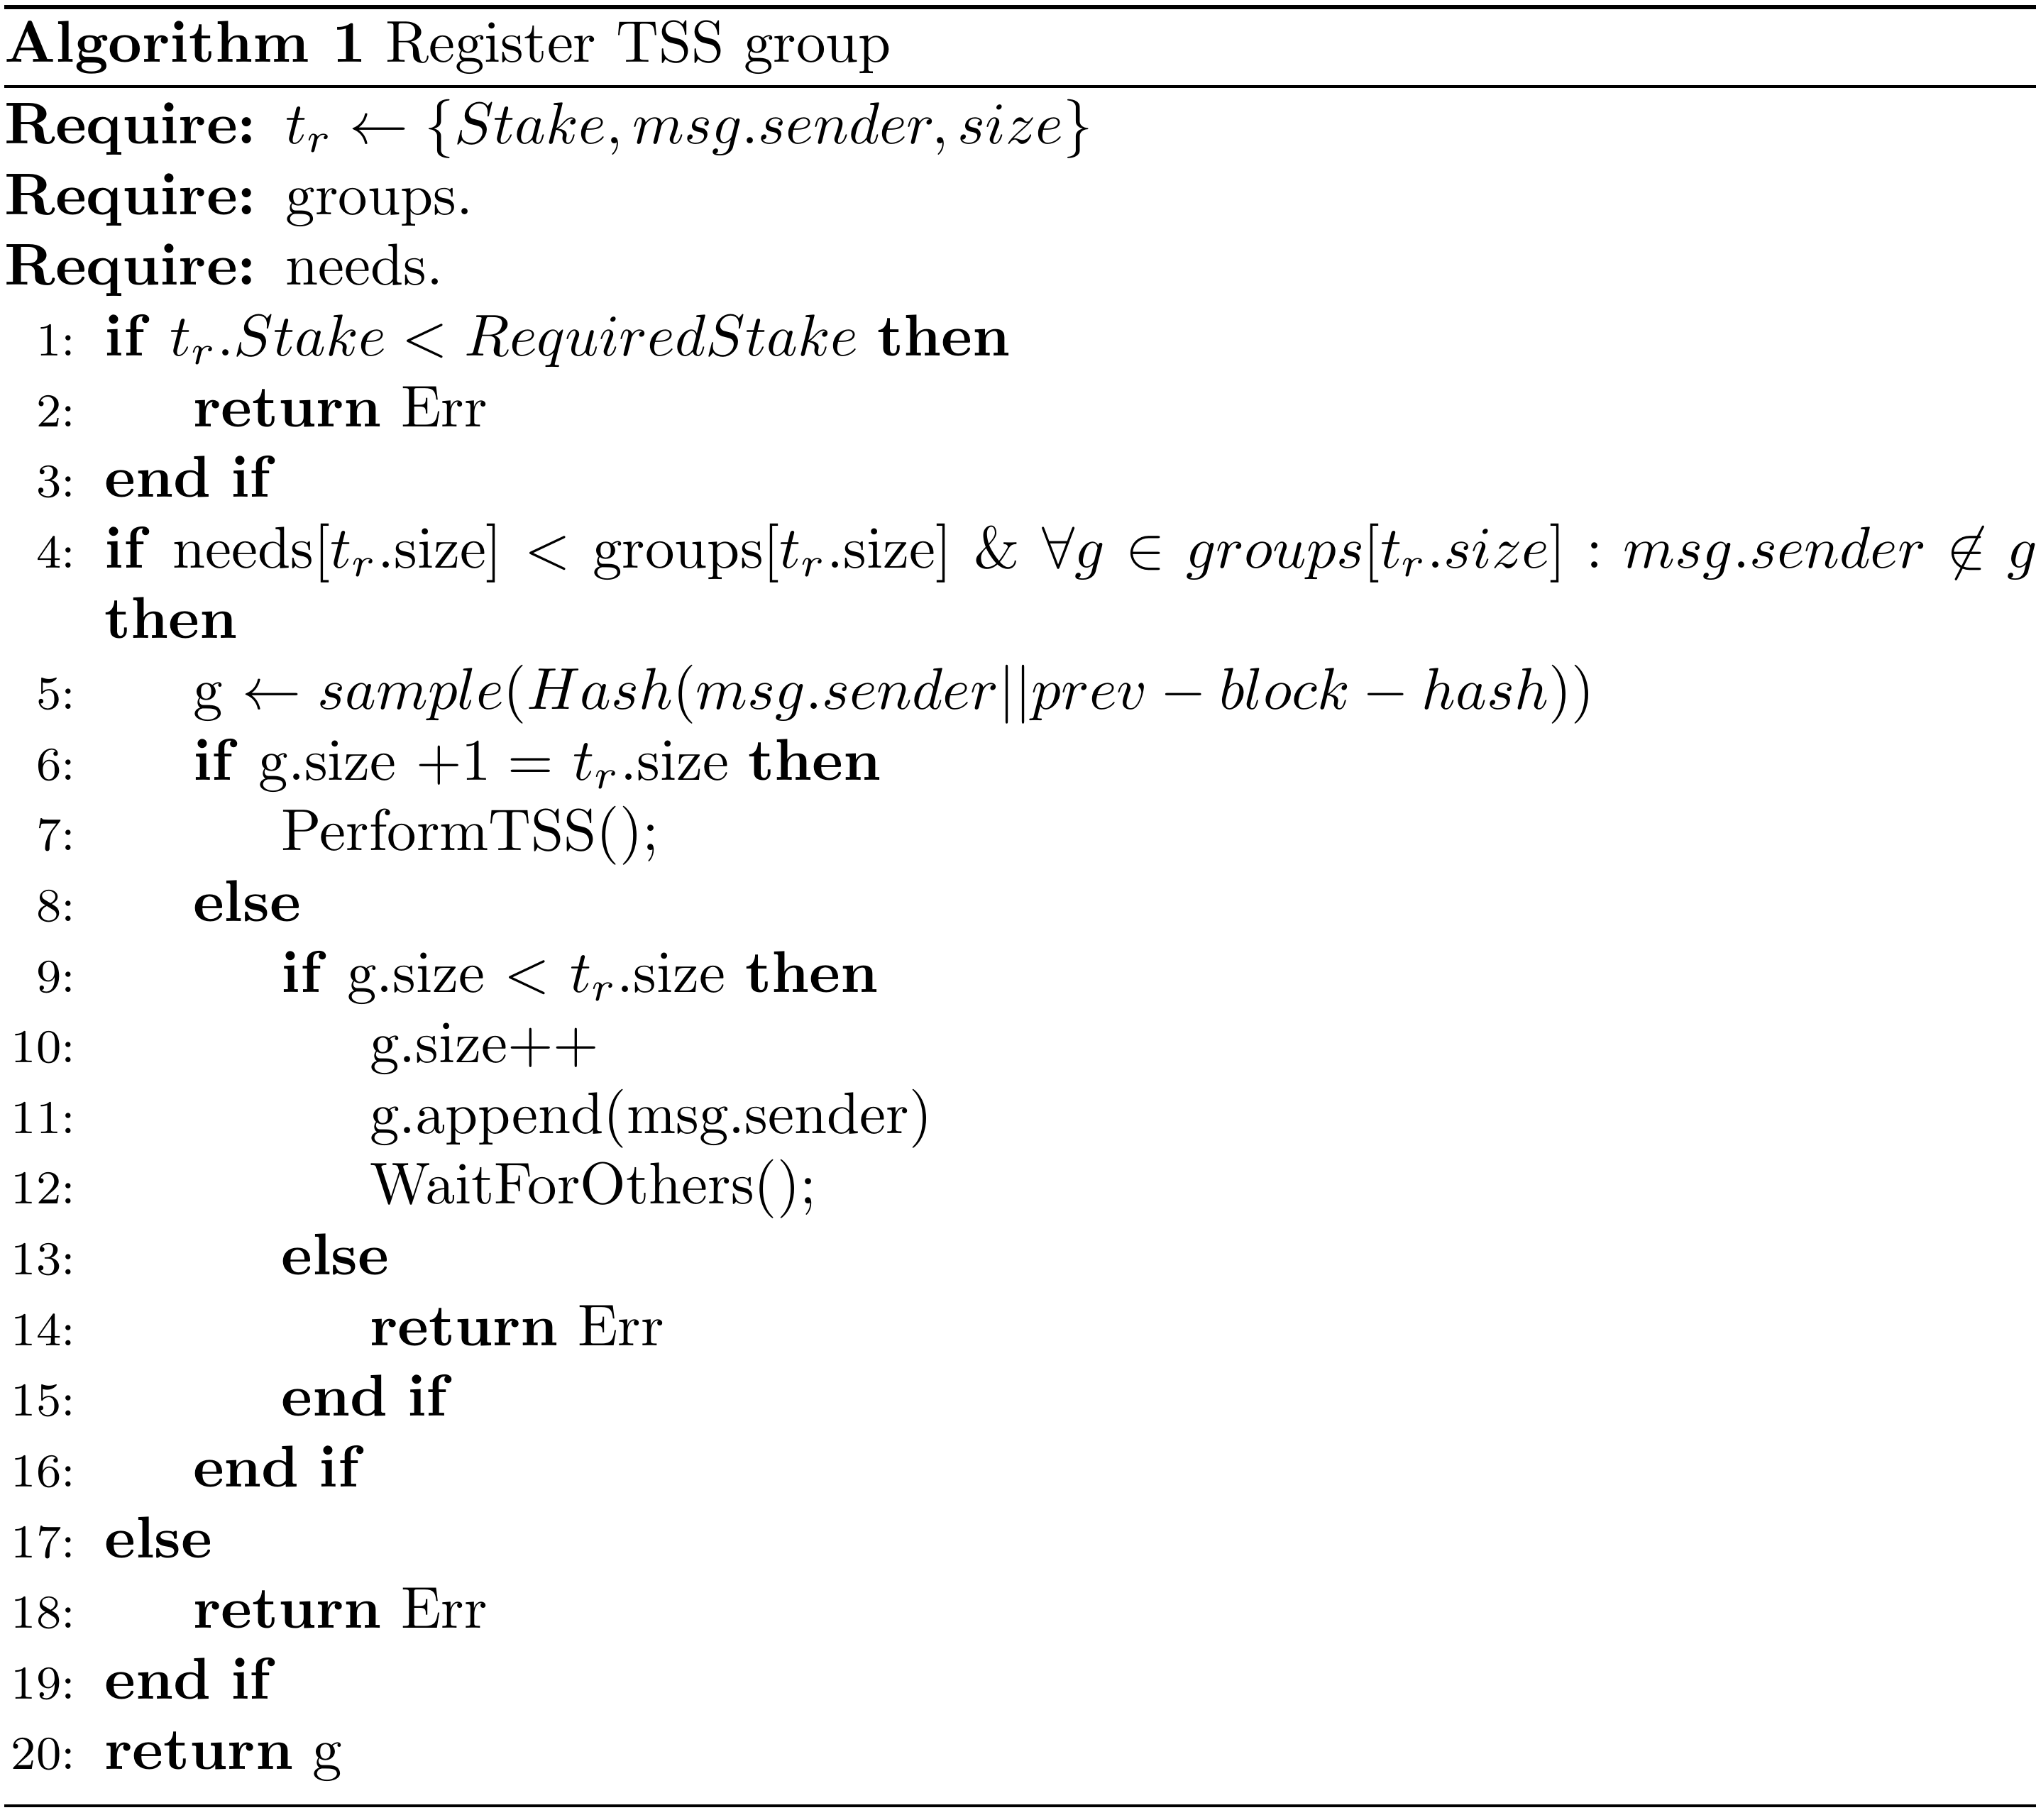 Algorithm 1 Register TSS group
Require: t_r ← {Stake, msg.sender, size}
Require: groups.
Require: needs.
1: if t_r.Stake < RequiredStake then
2: return Err
3: end if
4: if needs[t_r.size] < groups[t_r.size] & ∀g ∈ groups[t_r.size] : msg.sender ∉ g
then
5: g ← sample(Hash(msg.sender||prev − block − hash))
6: if g.size +1 = t_r.size then
7: PerformTSS();
8: else
9: if g.size < t_r.size then
10: g.size++
11: g.append(msg.sender)
12: WaitForOthers();
13: else
14: return Err
15: end if
16: end if
17: else
18: return Err
19: end if
20: return g